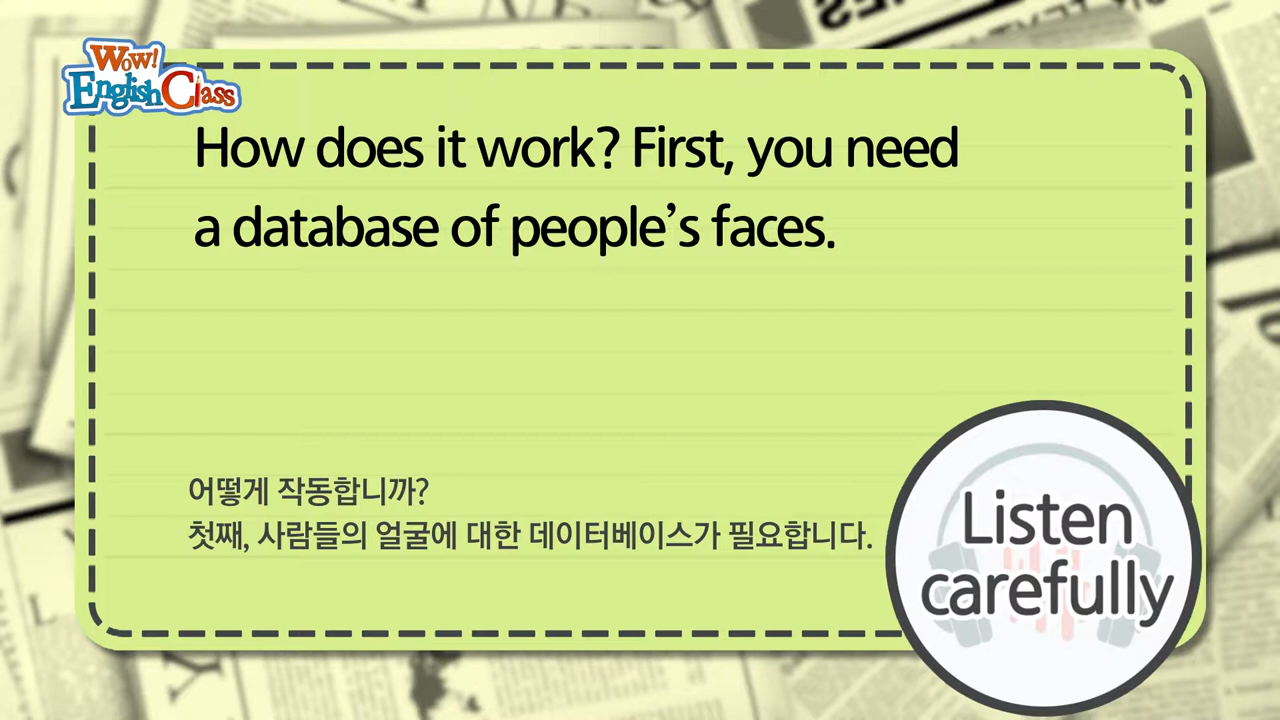 Wow!
English Class
How does it work? First, you need
a database of people’s faces.
어떻게 작동합니까?
첫째, 사람들의 얼굴에 대한 데이터베이스가 필요합니다.
Listen
carefully